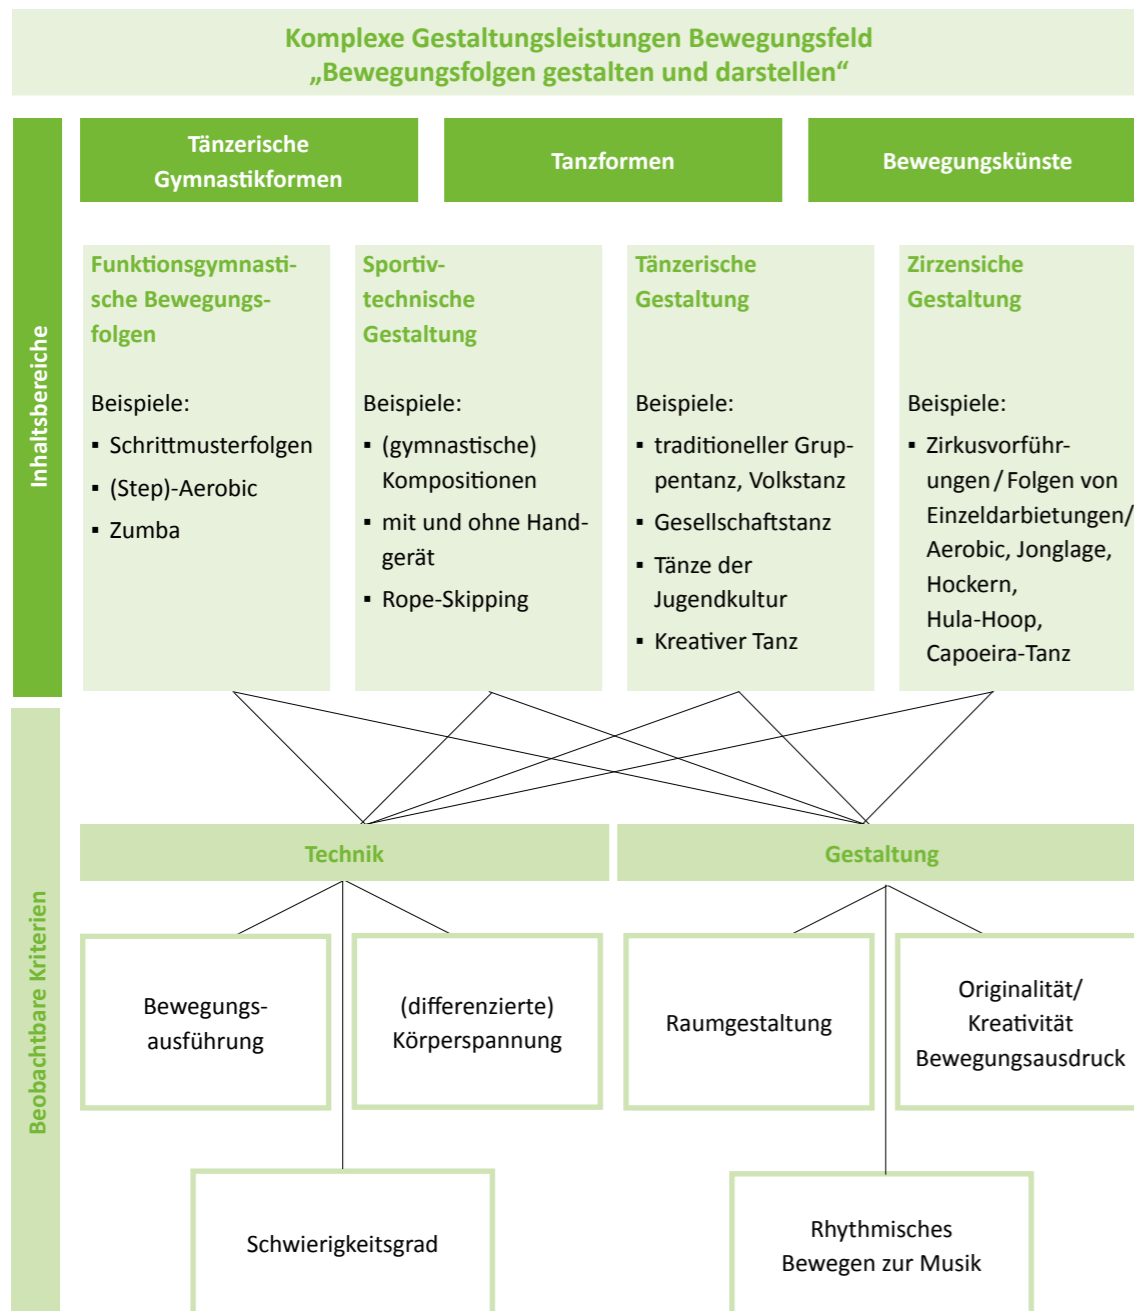 Komplexe Gestaltungsleistungen Bewegungsfeld
„Bewegungsfolgen gestalten und darstellen“
Inhaltsbereiche
Tänzerische
Gymnastikformen
Tanzformen
Bewegungskünste
Funktionsgymnasti-
sche Bewegungs-
folgen
Beispiele:
▪ Schrittmusterfolgen
▪ (Step)-Aerobic
▪ Zumba
Sportiv-
technische
Gestaltung
Beispiele:
▪ (gymnastische)
Kompositionen
▪ mit und ohne Hand-
gerät
▪ Rope-Skipping
Tänzerische
Gestaltung
Beispiele:
▪ traditioneller Grup-
pentanz, Volkstanz
▪ Gesellschaftstanz
▪ Tänze der
Jugendkultur
▪ Kreativer Tanz
Zirzensiche
Gestaltung
Beispiele:
▪ Zirkusvorführ-
ungen / Folgen von
Einzeldarbietungen/
Aerobic, Jonglage,
Hockern,
Hula-Hoop,
Capoeira-Tanz
Beobachtbare Kriterien
Technik
Gestaltung
Bewegungs-
ausführung
(differenzierte)
Körperspannung
Raumgestaltung
Originalität/
Kreativität
Bewegungsausdruck
Schwierigkeitsgrad
Rhythmisches
Bewegen zur Musik